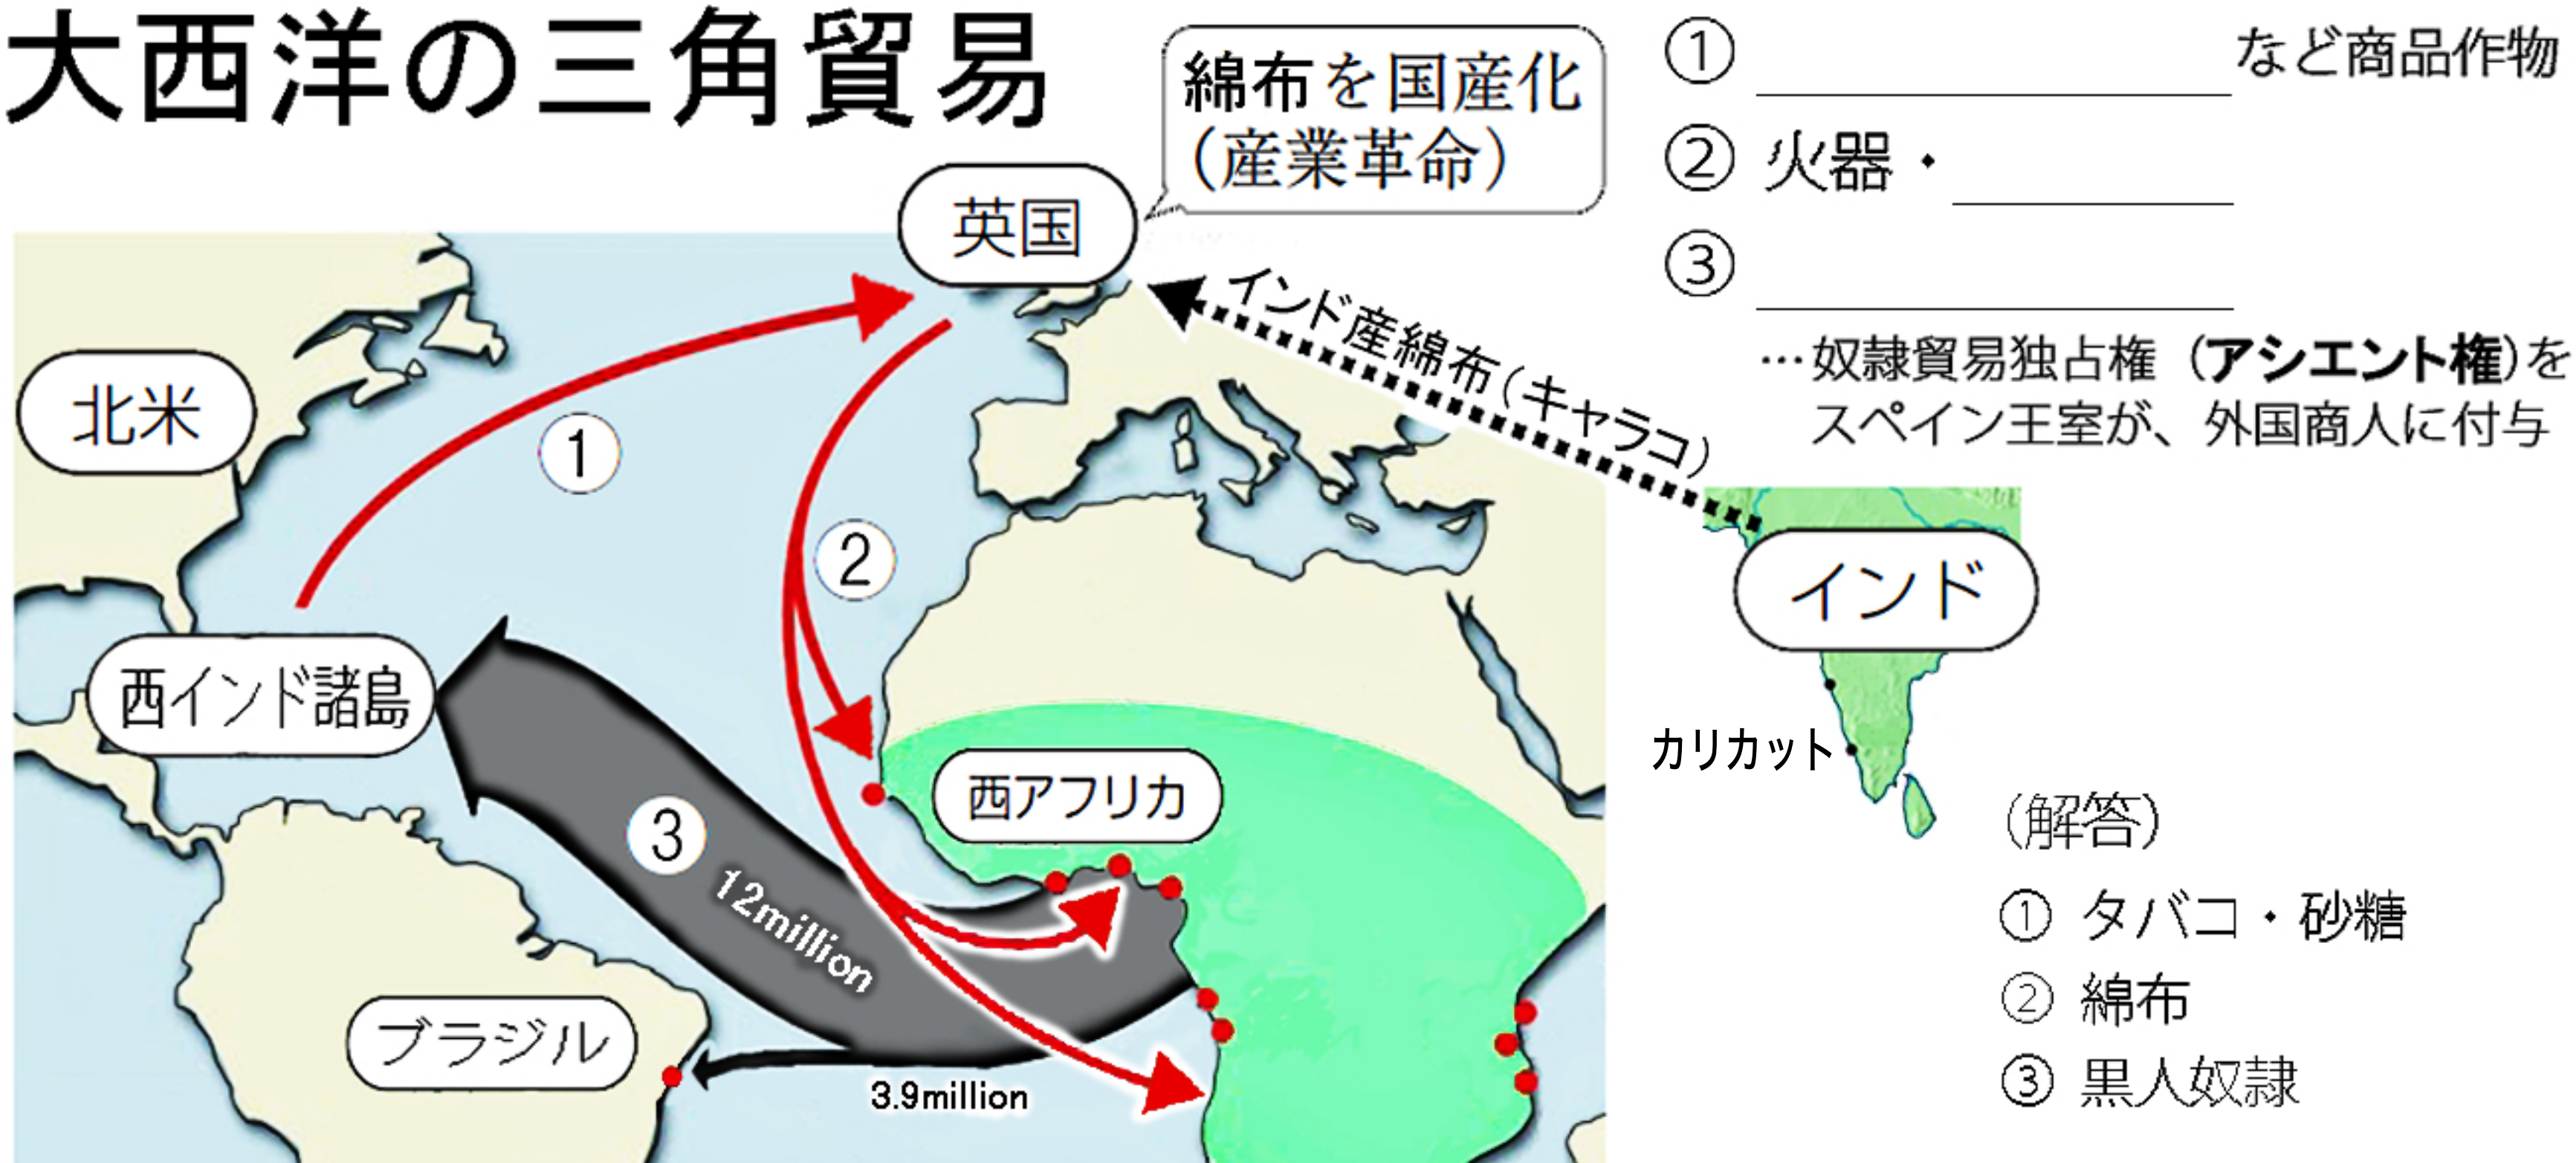 大西洋の三角貿易
綿布を国産化
（産業革命）
英国
① など商品作物
② 火器・
③
…奴隷貿易独占権（アシエント権）を
スペイン王室が、外国商人に付与
インド産綿布（キャラコ）
北米
①
②
インド
西インド諸島
カリカット
西アフリカ
③
12million
ブラジル
3.9million
（解答）
① タバコ・砂糖
② 綿布
③ 黒人奴隷